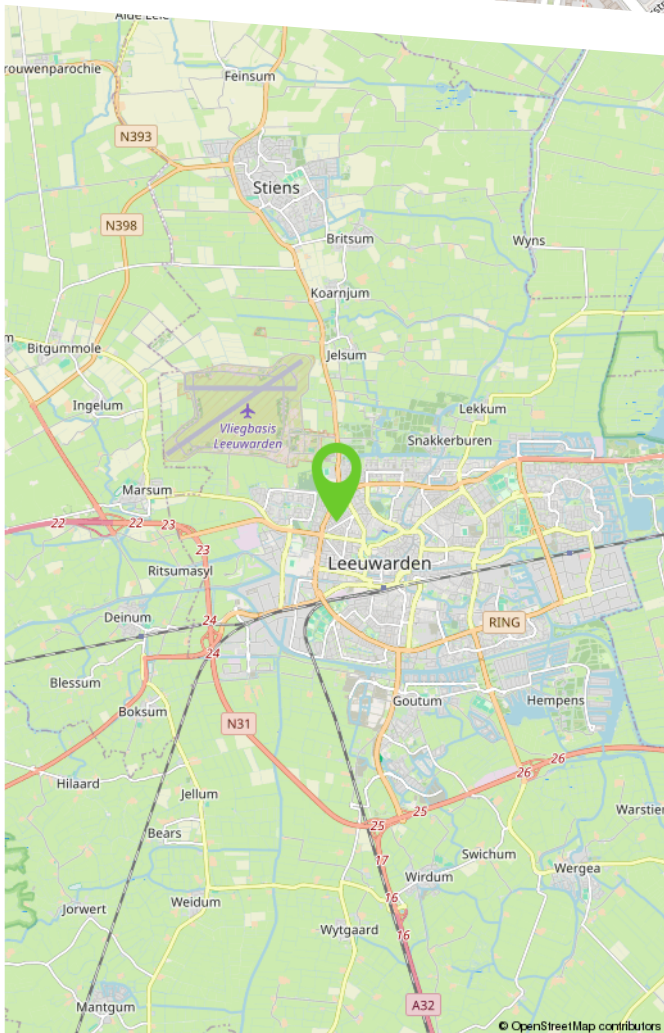 Feinsum
N393
Stiens
N398
Britsum
Wyns
Koarnjum
Bitgummole
Jelsum
Ingelum
Lekkum
Vliegbasis
Leeuwarden
Snakkerburen
Marsum
22
22
23
23
Leeuwarden
Ritsumasyl
Deinum
24
RING
24
Blessum
Goutum
Hempens
Boksum
N31
26
26
Hilaard
Jellum
25
25
Bears
17
Swichum
Wirdum
Wergea
16
Weidum
Jorwert
Wytgaard
16
Mantgum
A32
© OpenStreetMap contributors